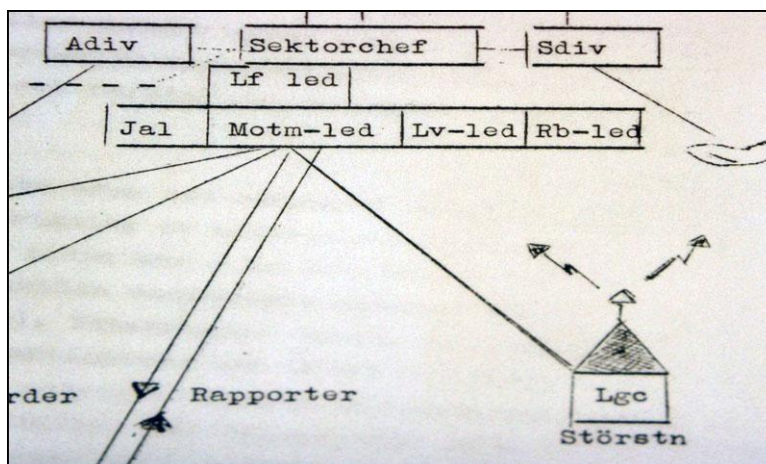 Adiv Sektorchef Sdiv
Lf led
Jal Motm-led Lv-led Rb-led
rder Rapporter Lgc
Störstn